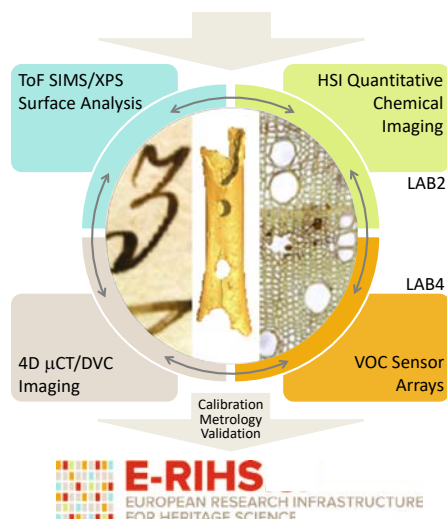 ToF SIMS/XPS
Surface Analysis
HSI Quantitative
Chemical
Imaging
LAB2
LAB4
4D μCT/DVC
Imaging
VOC Sensor
Arrays
Calibration
Metrology
Validation
E-RIHS
EUROPEAN RESEARCH INFRASTRUCTURE
FOR HERITAGE SCIENCE